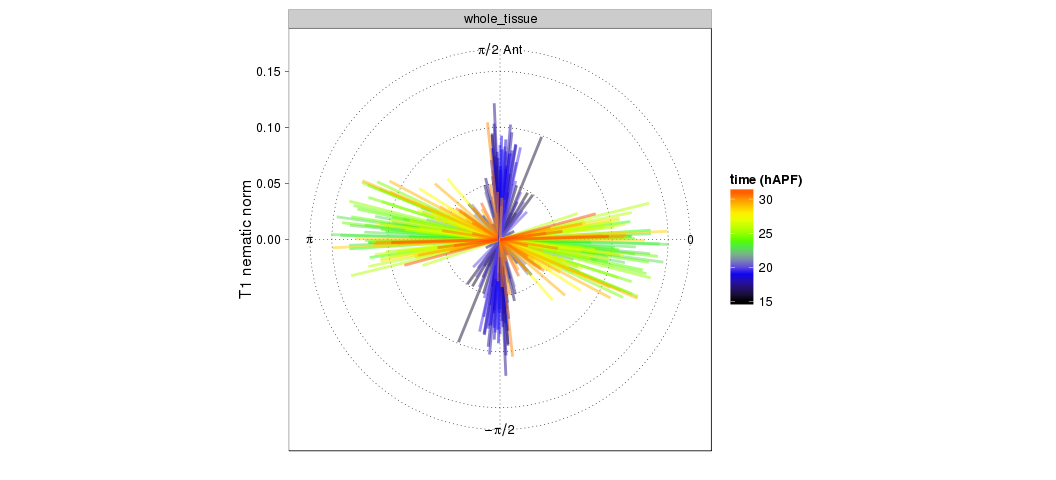 whole_tissue
π/2 Ant
0.15
0.10
0.05
0.00
T1 nematic norm
π
0
−π/2
time (hAPF)
30
25
20
15